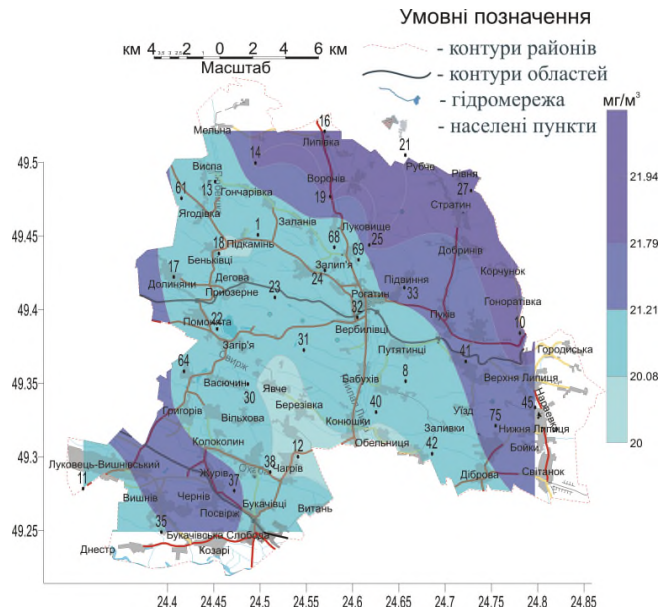 Умовні позначення
км 4 2 0 2 4 6 км
Масштаб
- контури районів
- контури областей
- гідромережа
- населені пункти
мг/м³
21.94
21.79
21.21
20.08
20
49.5
49.45
49.4
49.35
49.3
49.25
24.4 24.45 24.5 24.55 24.6 24.65 24.7 24.75 24.8 24.85
Мельна
16
Липівка
21
Рубче
14
Виспа
61
13
Гончарівка
Воронів
19
Рівня
27
Стратин
Ягодівка
1
Заланів
68
Луковище
25
Підкамінь
18
Беньківці
69
Залип'я
24
Добринів
Корчунок
17
Долиняни
Дегова
Приозерне
23
Рогатин
Підвиння
33
Гоноратівка
22
Помонята
32
Вербилівці
Пуків
10
Загір'я
31
Путятинці
41
Городиська
64
Свірж
Васючин
30
Явче
Бабухів
8
Верхня Липиця
Григорів
Вільхова
Березівка
40
Уїзд
75
45
Нараевка
Колоколин
Конюшки
Нижня Липиця
Луковець-Вишнівський
12
Обельниця
Заливки
42
Бойки
11
Журів
38
Чагрів
Діброва
Світанок
37
Вишнів
Чернів
Букачівці
Витань
Посвірж
35
Букачівська Слобода
Днестр
Козарі